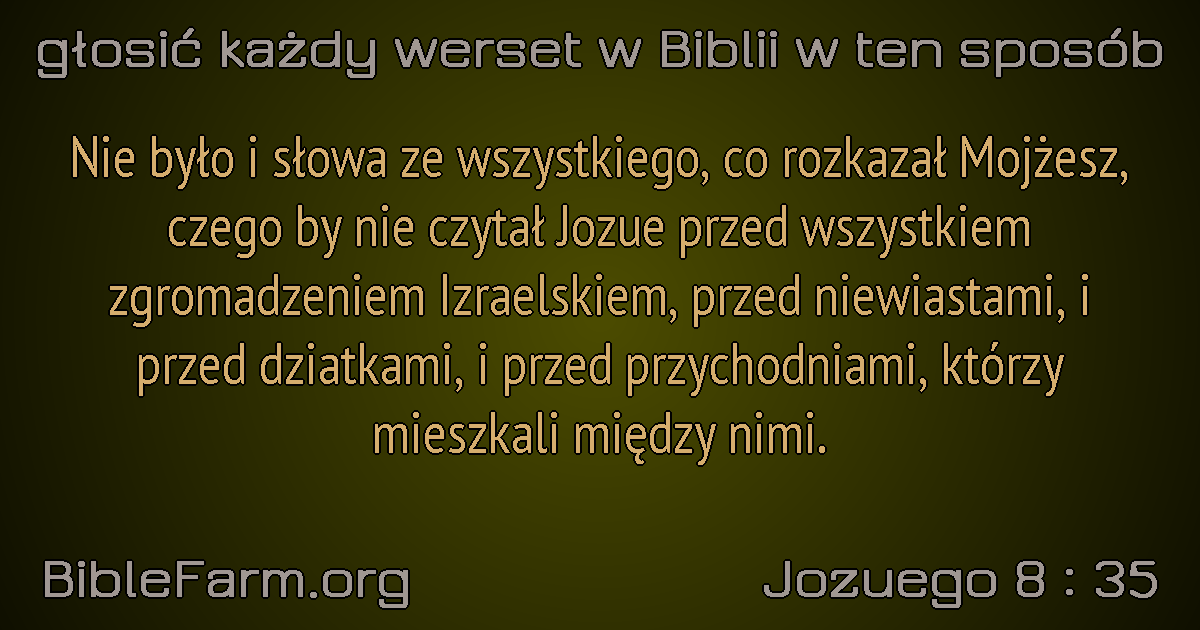 głosić każdy werset w Biblii w ten sposób
Nie było i słowa ze wszystkiego, co rozkazał Mojżesz,
czego by nie czytał Jozue przed wszystkiem
zgromadzeniem Izraelskiem, przed niewiastami, i
przed dziatkami, i przed przychodniami, którzy
mieszkali między nimi.
BibleFarm.org
Jozuego 8 : 35